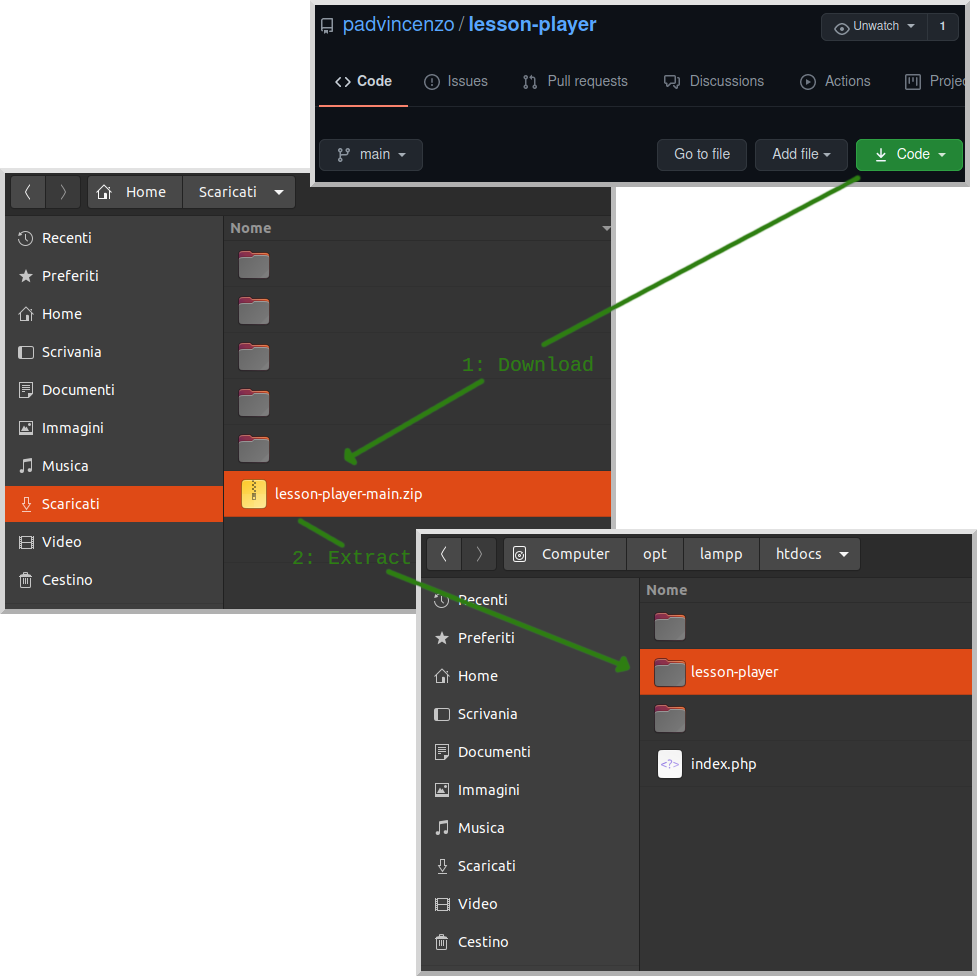 padvincenzo / lesson-player
Unwatch 1
Code Issues Pull requests Discussions Actions Projec
main Go to file Add file Code
Home Scaricati
Nome
Recenti
Preferiti
Home
Scrivania
Documenti
Immagini
Musica
Scaricati
Video
Cestino
lesson-player-main.zip
1: Download
2: Extract
Computer opt lampp htdocs
Nome
Recenti
Preferiti
Home
Scrivania
Documenti
Immagini
Musica
Scaricati
Video
Cestino
lesson-player
<?>
index.php